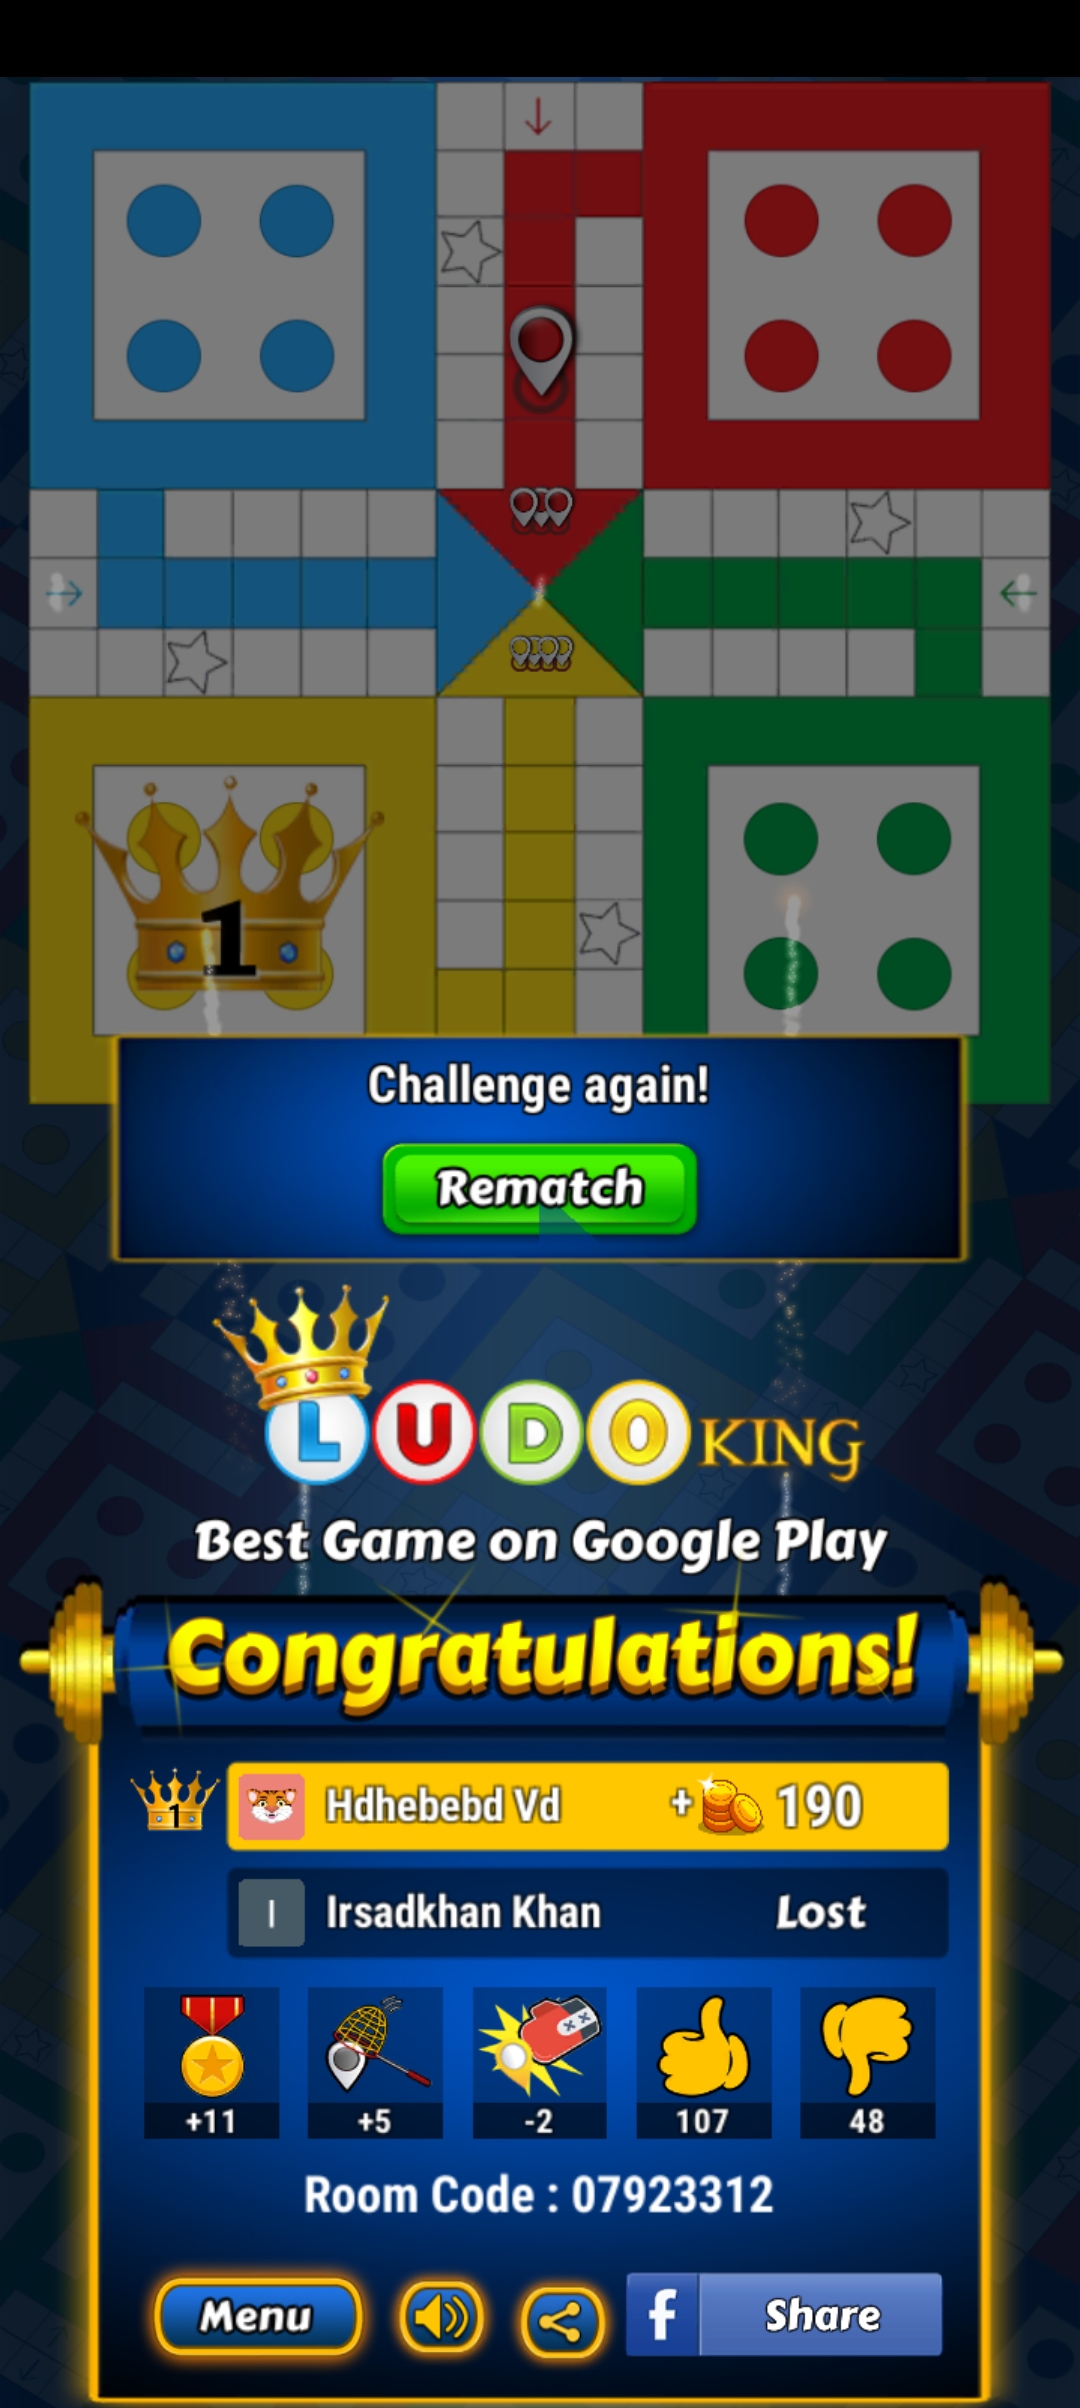 1
Challenge again!
Rematch
LUDO KING
Best Game on Google Play
Congratulations!
1 Hdhebebd Vd + 190
I Irsadkhan Khan Lost
+11 +5 -2 107 48
Room Code : 07923312
Menu f Share